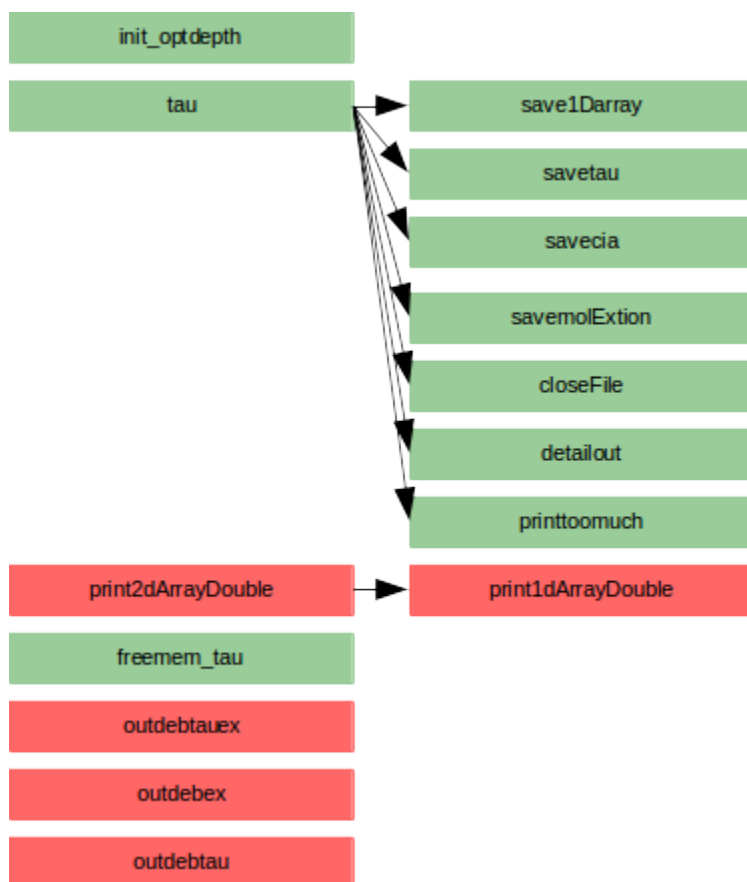 init_optdepth
tau
save1Darray
savetau
savecia
savemolExtion
closeFile
detailout
printtoomuch
print2dArrayDouble
print1dArrayDouble
freemem_tau
outdebtauex
outdebex
outdebtau